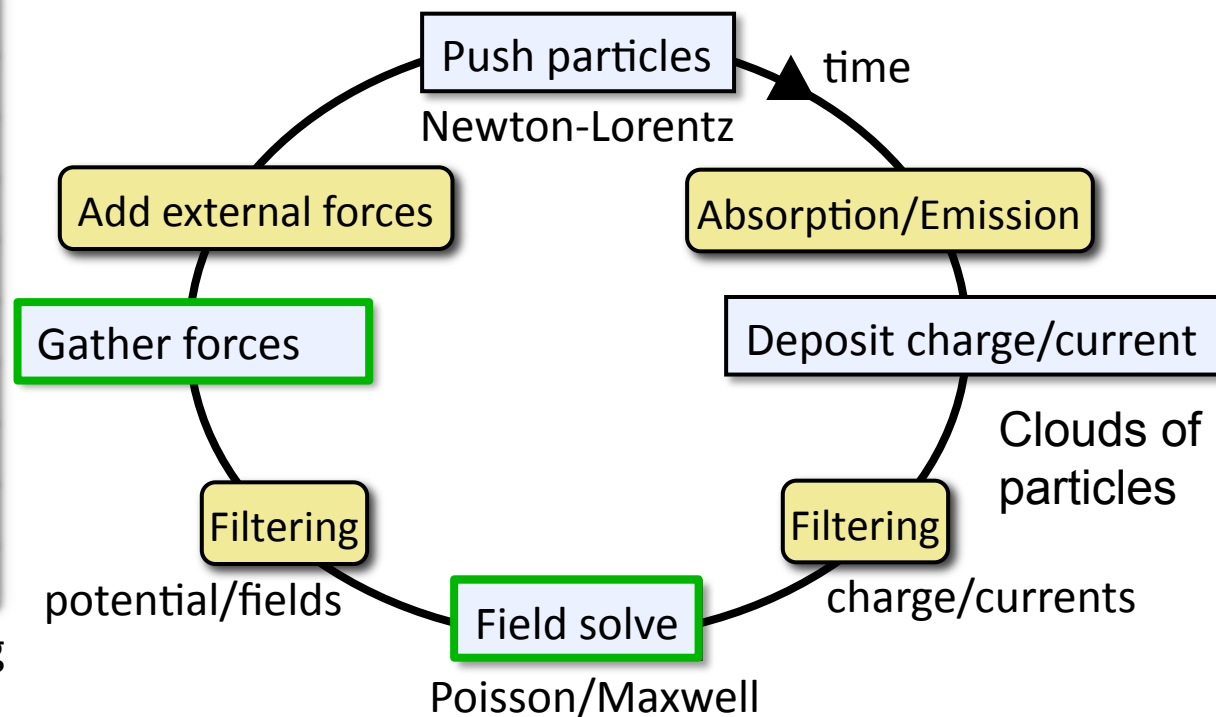 Push particles
time
Newton-Lorentz
Add external forces
Absorption/Emission
Gather forces
Deposit charge/current
Clouds of
particles
Filtering
Filtering
potential/fields
charge/currents
Field solve
Poisson/Maxwell